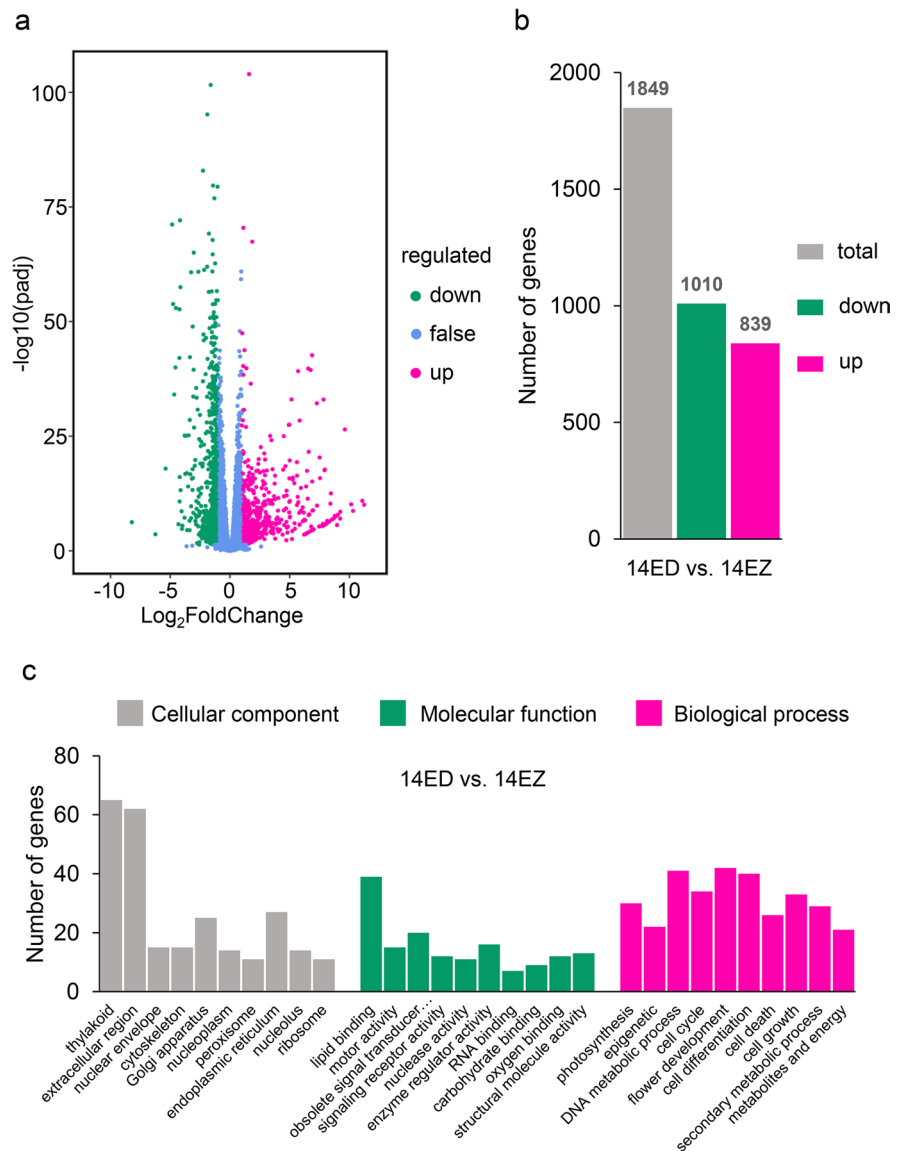 a
100
75
50
25
0
-log10(padj)
-10 -5 0 5 10
Log2FoldChange
regulated
down
false
up
b
2000
1500
1000
500
0
Number of genes
1849
1010
839
14ED vs. 14EZ
total
down
up
c
Cellular component Molecular function Biological process
14ED vs. 14EZ
80
60
40
20
0
Number of genes
thylakoid
extracellular region
nuclear envelope
cytoskeleton
Golgi apparatus
nucleoplasm
peroxisome
endoplasmic reticulum
nucleolus
ribosome
lipid binding
motor activity
obsolete signal transducer…
signaling receptor activity
nuclease activity
enzyme regulator activity
RNA binding
carbohydrate binding
oxygen binding
structural molecule activity
photosynthesis
epigenetic
DNA metabolic process
cell cycle
flower development
cell differentiation
cell death
cell growth
secondary metabolic process
metabolites and energy